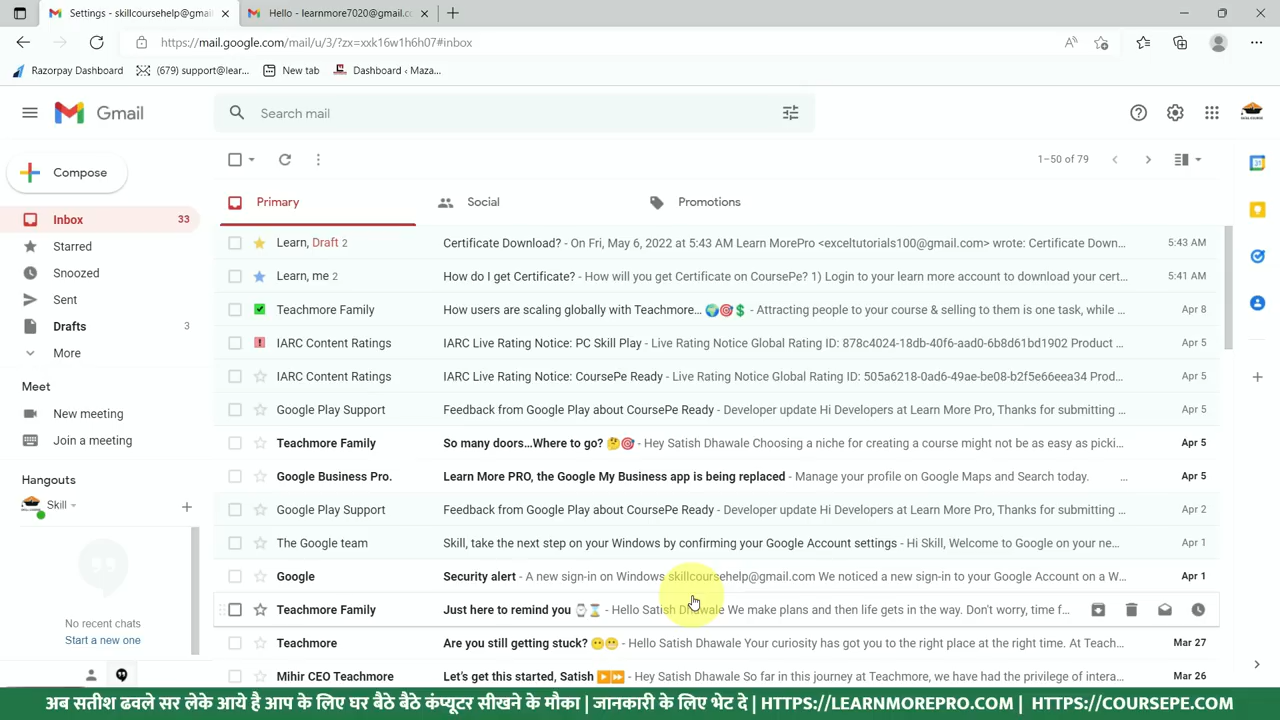 Settings - skillcoursehelp@gmai
Hello - learnmore7020@gmail.cc
https://mail.google.com/mail/u/3/?zx=xxk16w1h6h07#inbox
Razorpay Dashboard
(679) support@lear...
New tab
Dashboard ‹ Maza...
Gmail
Search mail
Compose
1–50 of 79
Primary
Social
Promotions
Inbox 33
Starred
Snoozed
Sent
Drafts 3
More
Meet
New meeting
Join a meeting
Hangouts
Skill
No recent chats
Start a new one
Learn, Draft 2 Certificate Download? - On Fri, May 6, 2022 at 5:43 AM Learn MorePro <exceltutorials100@gmail.com> wrote: Certificate Down... 5:43 AM
Learn, me 2 How do I get Certificate? - How will you get Certificate on CoursePe? 1) Login to your learn more account to download your cert... 5:41 AM
Teachmore Family How users are scaling globally with Teachmore... 🌍🎯💲 - Attracting people to your course & selling to them is one task, while ... Apr 8
IARC Content Ratings IARC Live Rating Notice: PC Skill Play - Live Rating Notice Global Rating ID: 878c4024-18db-40f6-aad0-6b8d61bd1902 Product ... Apr 5
IARC Content Ratings IARC Live Rating Notice: CoursePe Ready - Live Rating Notice Global Rating ID: 505a6218-0ad6-49ae-be08-b2f5e66eea34 Prod... Apr 5
Google Play Support Feedback from Google Play about CoursePe Ready - Developer update Hi Developers at Learn More Pro, Thanks for submitting ... Apr 5
Teachmore Family So many doors...Where to go? 🤔🎯 - Hey Satish Dhawale Choosing a niche for creating a course might not be as easy as picki... Apr 5
Google Business Pro. Learn More PRO, the Google My Business app is being replaced - Manage your profile on Google Maps and Search today. ... Apr 5
Google Play Support Feedback from Google Play about CoursePe Ready - Developer update Hi Developers at Learn More Pro, Thanks for submitting ... Apr 2
The Google team Skill, take the next step on your Windows by confirming your Google Account settings - Hi Skill, Welcome to Google on your ne... Apr 1
Google Security alert - A new sign-in on Windows skillcoursehelp@gmail.com We noticed a new sign-in to your Google Account on a W... Apr 1
Teachmore Family Just here to remind you ⌚⌛ - Hello Satish Dhawale We make plans and then life gets in the way. Don't worry, time f...
Teachmore Are you still getting stuck? 😶😬 - Hello Satish Dhawale Your curiosity has got you to the right place at the right time. At Teach... Mar 27
Mihir CEO Teachmore Let's get this started, Satish ▶️⏩ - Hey Satish Dhawale So far in this journey at Teachmore, we have had the privilege of intera... Mar 26
अब सतीश ढवले सर लेके आये है आप के लिए घर बैठे बैठे कंप्यूटर सीखने के मौका | जानकारी के लिए भेट दे | HTTPS://LEARNMOREPRO.COM | HTTPS://COURSEPE.COM